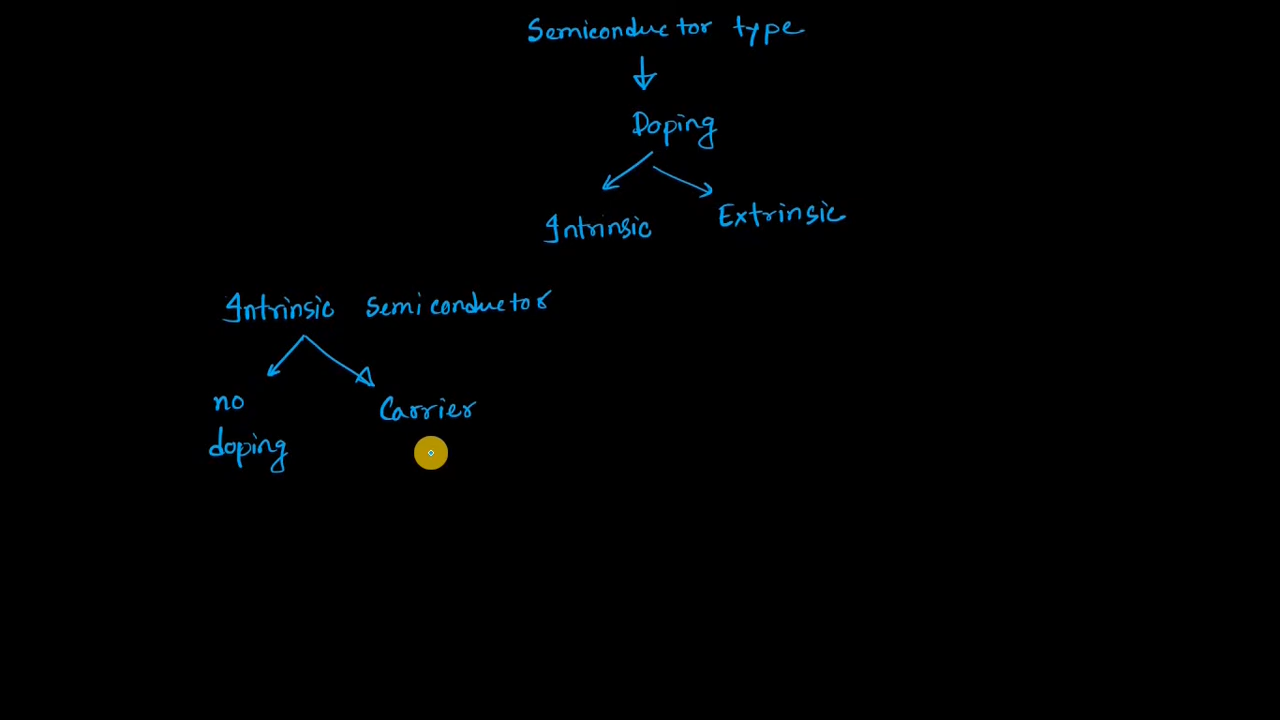 Semiconductor type
Doping
Intrinsic Extrinsic
Intrinsic Semiconductor
no Carrier
doping